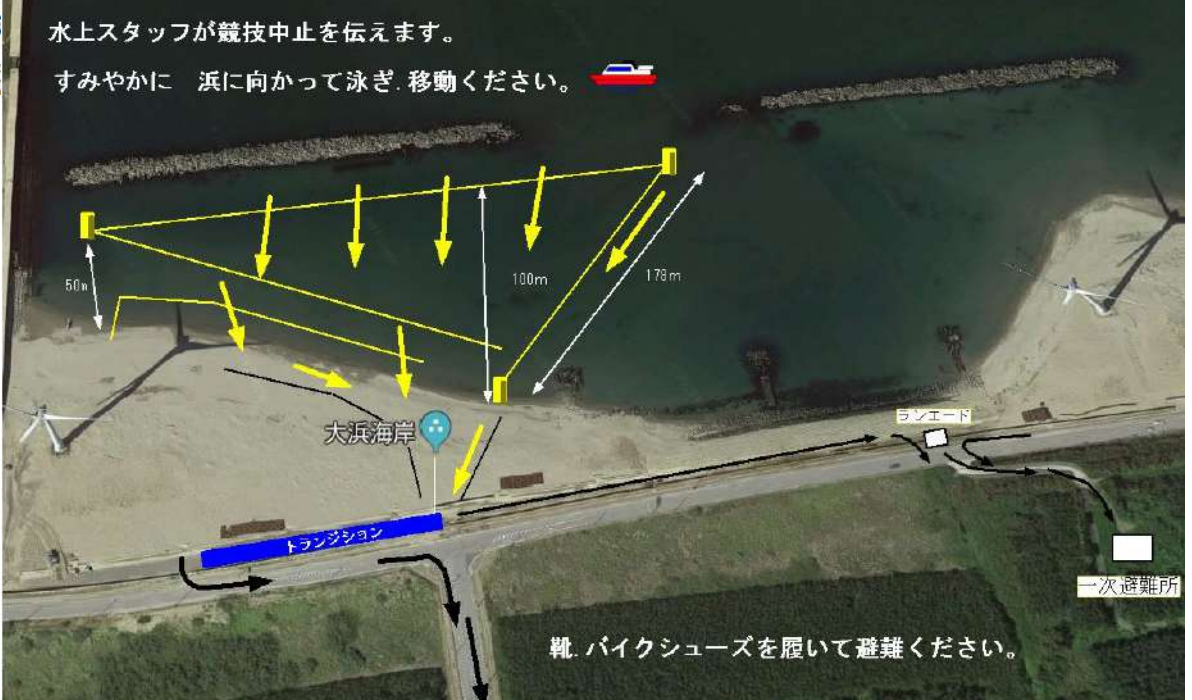 水上スタッフが競技中止を伝えます。
すみやかに 浜に向かって泳ぎ.移動ください。
50m
100m
178m
大浜海岸
ランエード
トランジション
一次避難所
靴.バイクシューズを履いて避難ください。